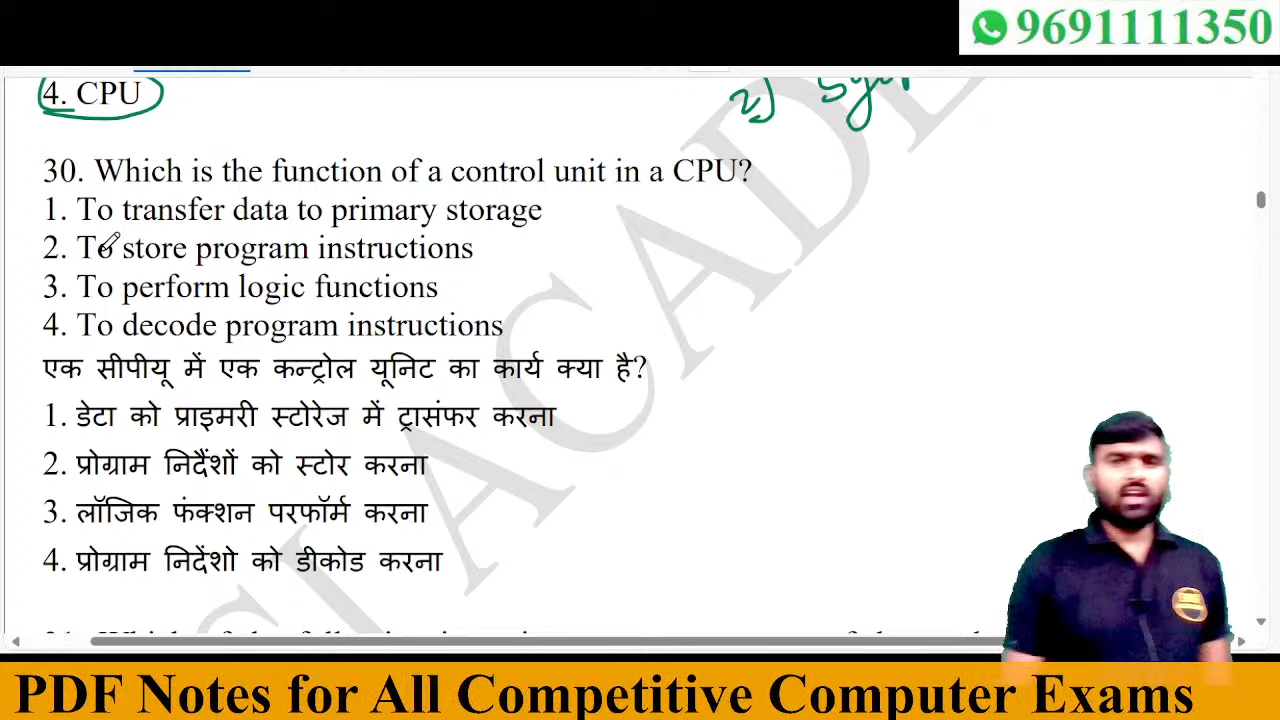 9691111350
4. CPU
30. Which is the function of a control unit in a CPU?
1. To transfer data to primary storage
2. To store program instructions
3. To perform logic functions
4. To decode program instructions
एक सीपीयू में एक कन्ट्रोल यूनिट का कार्य क्या है?
1. डेटा को प्राइमरी स्टोरेज में ट्रासंफर करना
2. प्रोग्राम निर्दैंशों को स्टोर करना
3. लॉजिक फंक्शन परफॉर्म करना
4. प्रोग्राम निर्देशो को डीकोड करना
PDF Notes for All Competitive Computer Exams